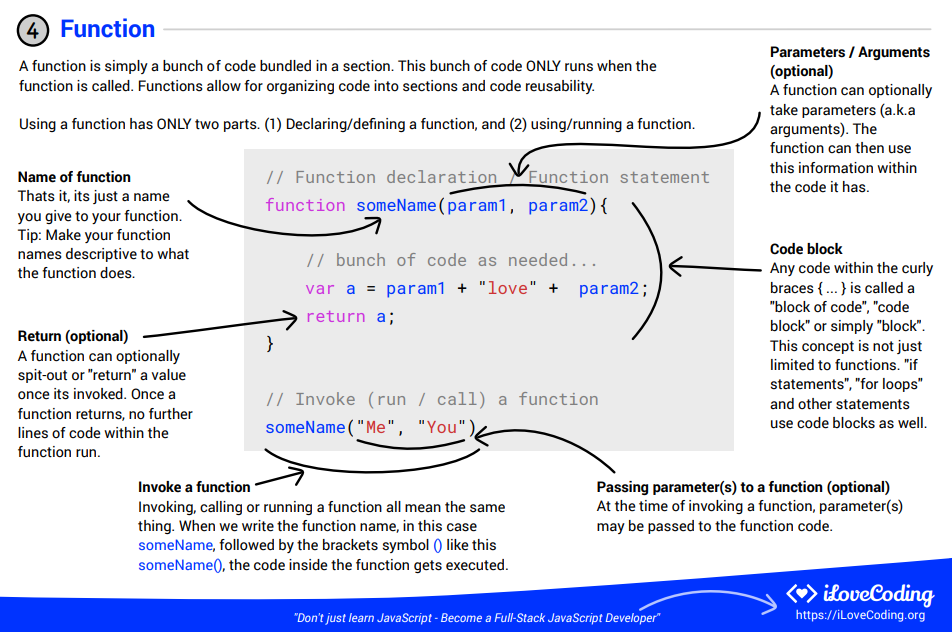 4 Function
A function is simply a bunch of code bundled in a section. This bunch of code ONLY runs when the
function is called. Functions allow for organizing code into sections and code reusability.
Using a function has ONLY two parts. (1) Declaring/defining a function, and (2) using/running a function.
Parameters / Arguments
(optional)
A function can optionally
take parameters (a.k.a
arguments). The
function can then use
this information within
the code it has.
Name of function
Thats it, its just a name
you give to your function.
Tip: Make your function
names descriptive to what
the function does.
// Function declaration / Function statement
function someName(param1, param2){
// bunch of code as needed...
var a = param1 + "love" +  param2;
return a;
}
// Invoke (run / call) a function
someName("Me", "You")
Code block
Any code within the curly
braces { ... } is called a
"block of code", "code
block" or simply "block".
This concept is not just
limited to functions. "if
statements", "for loops"
and other statements
use code blocks as well.
Return (optional)
A function can optionally
spit-out or "return" a value
once its invoked. Once a
function returns, no further
lines of code within the
function run.
Invoke a function
Invoking, calling or running a function all mean the same
thing. When we write the function name, in this case
someName, followed by the brackets symbol () like this
someName(), the code inside the function gets executed.
Passing parameter(s) to a function (optional)
At the time of invoking a function, parameter(s)
may be passed to the function code.
"Don't just learn JavaScript - Become a Full-Stack JavaScript Developer"
iLoveCoding
https://iLoveCoding.org